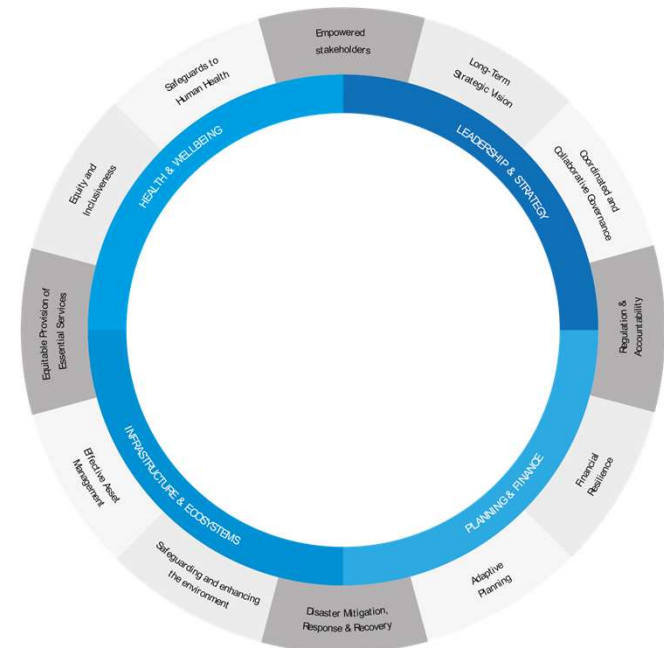 Empowered
stakeholders
Long-Term
Strategic Vision
Coordinated and
Collaborative Governance
Regulation &
Accountability
Financial
Resilience
Adaptive
Planning
Disaster Mitigation,
Response & Recovery
Safeguarding and enhancing
the environment
Effective Asset
Management
Equitable Provision of
Essential Services
Equity and
Inclusiveness
Safeguards to
Human Health
HEALTH & WELLBEING
LEADERSHIP & STRATEGY
PLANNING & FINANCE
INFRASTRUCTURE & ECOSYSTEMS